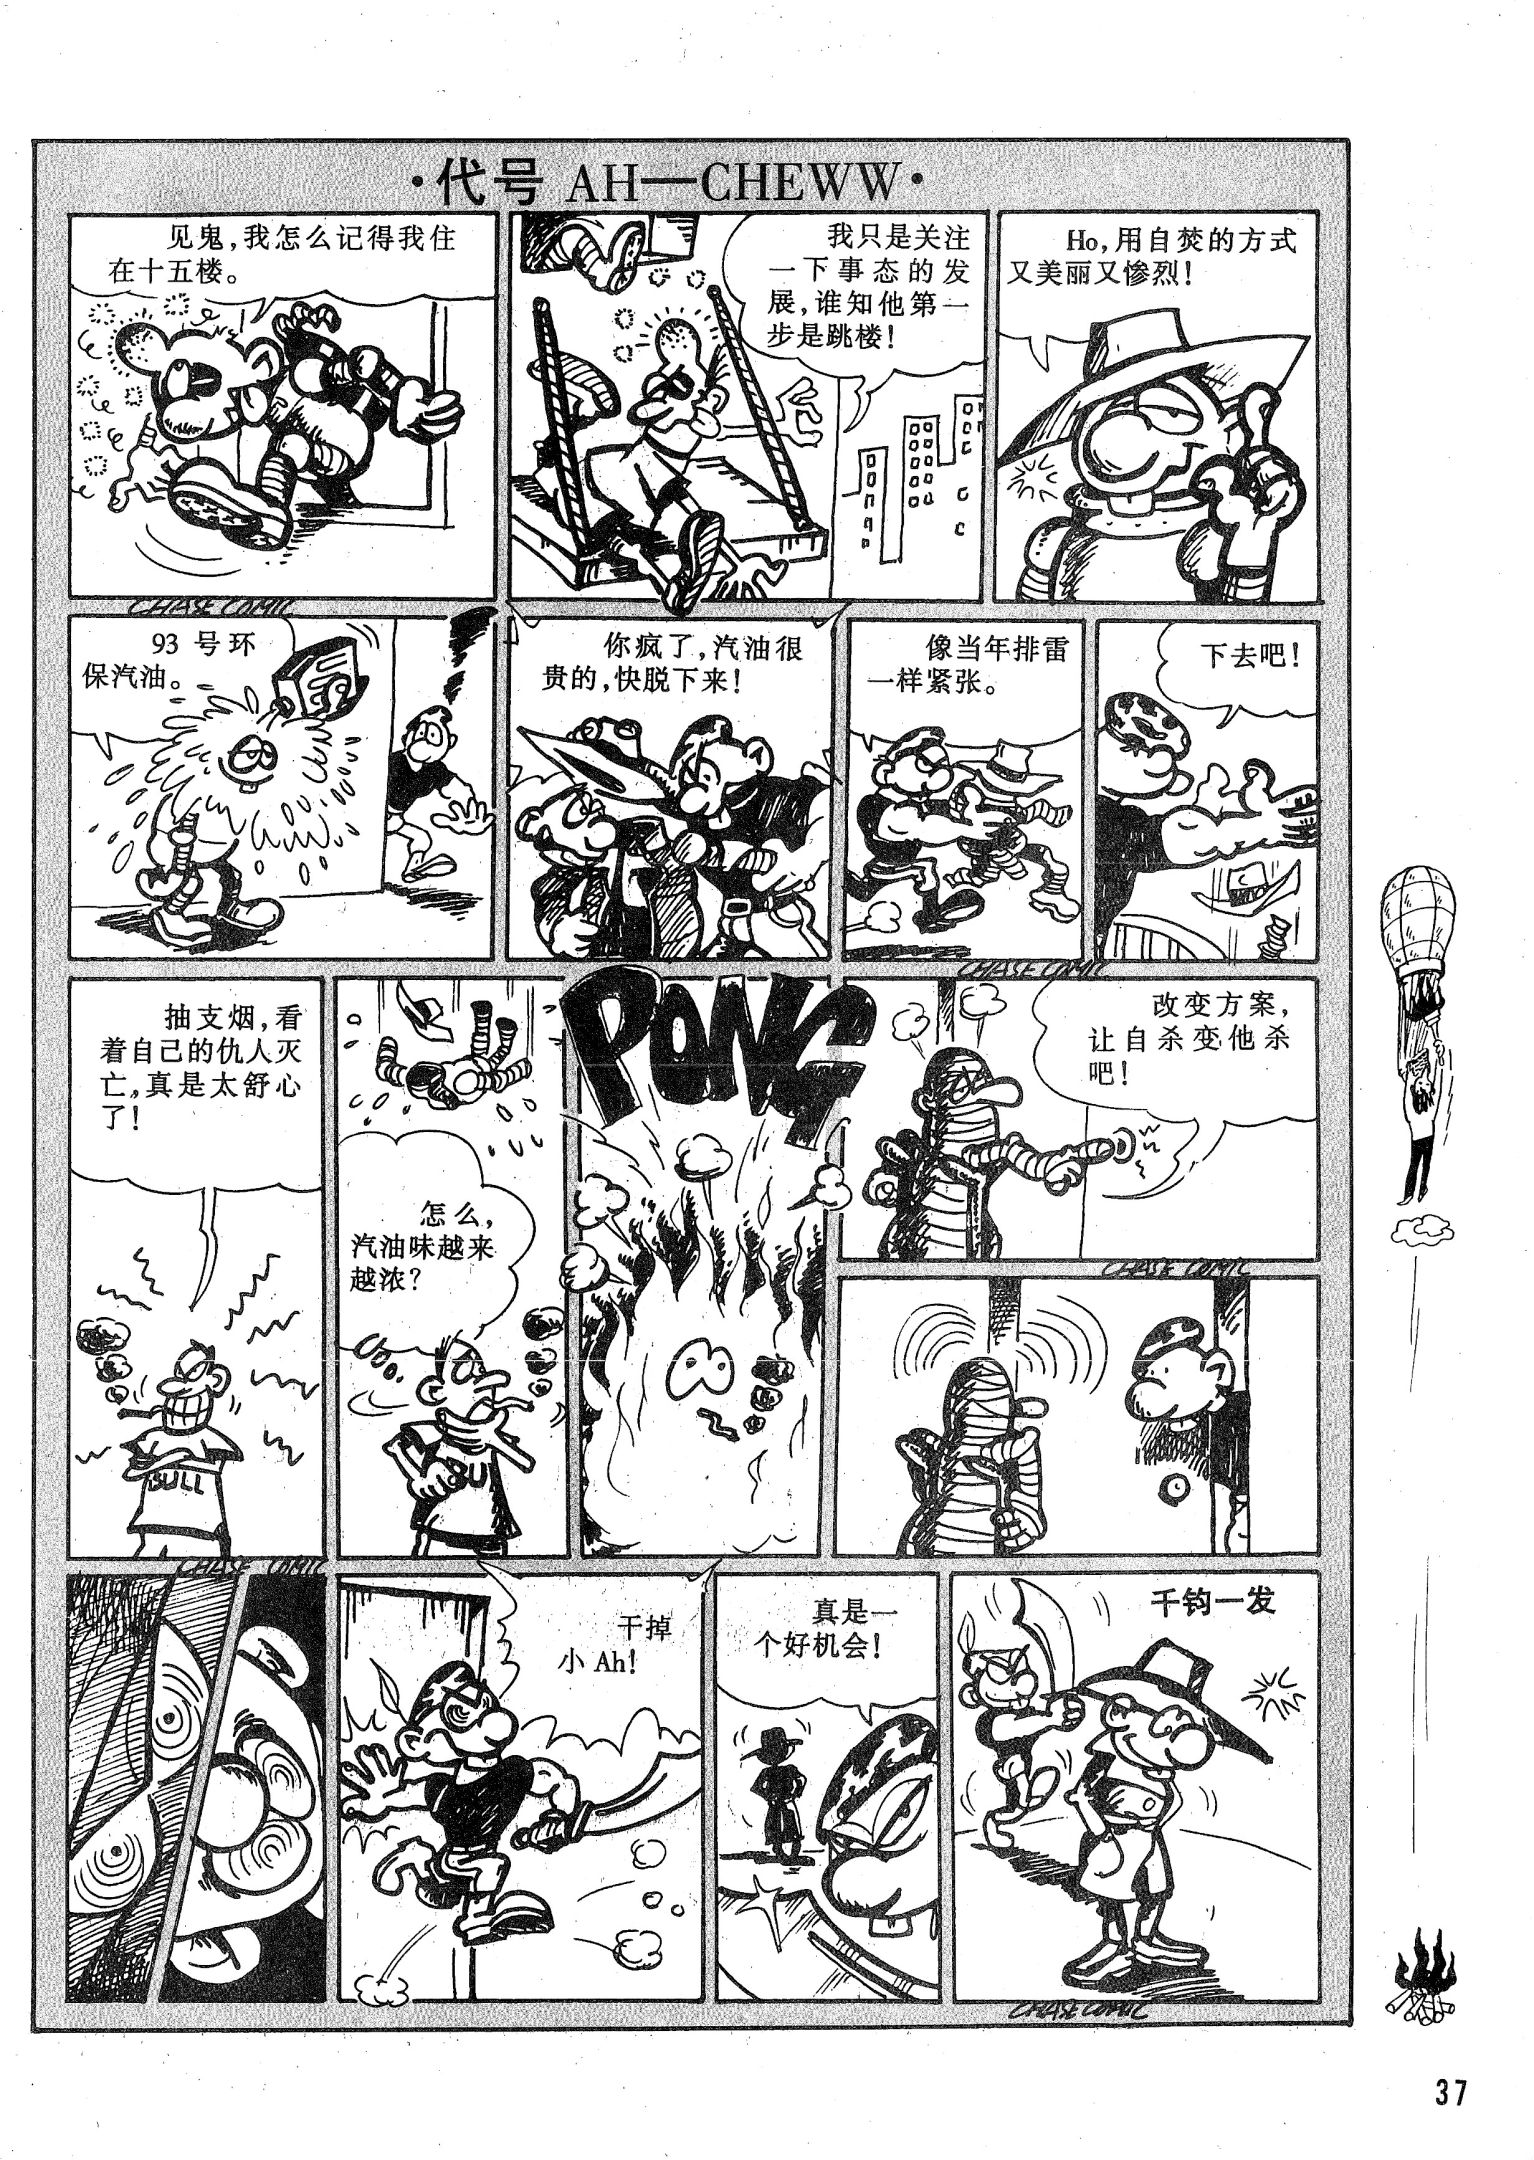 ·代号 AH—CHEWW·
见鬼,我怎么记得我住
在十五楼。
我只是关注
一下事态的发
展,谁知他第一
步是跳楼!
Ho,用自焚的方式
又美丽又惨烈!
CHASE COMIC
93 号环
保汽油。
你疯了,汽油很
贵的,快脱下来!
像当年排雷
一样紧张。
下去吧!
CHASE COMIC
抽支烟,看
着自己的仇人灭
亡,真是太舒心
了!
BULL
怎么,
汽油味越来
越浓?
PONG
改变方案,
让自杀变他杀
吧!
CHASE COMIC
CHASE COMIC
干掉
小 Ah!
真是一
个好机会!
千钧一发
CHASE COMIC
37